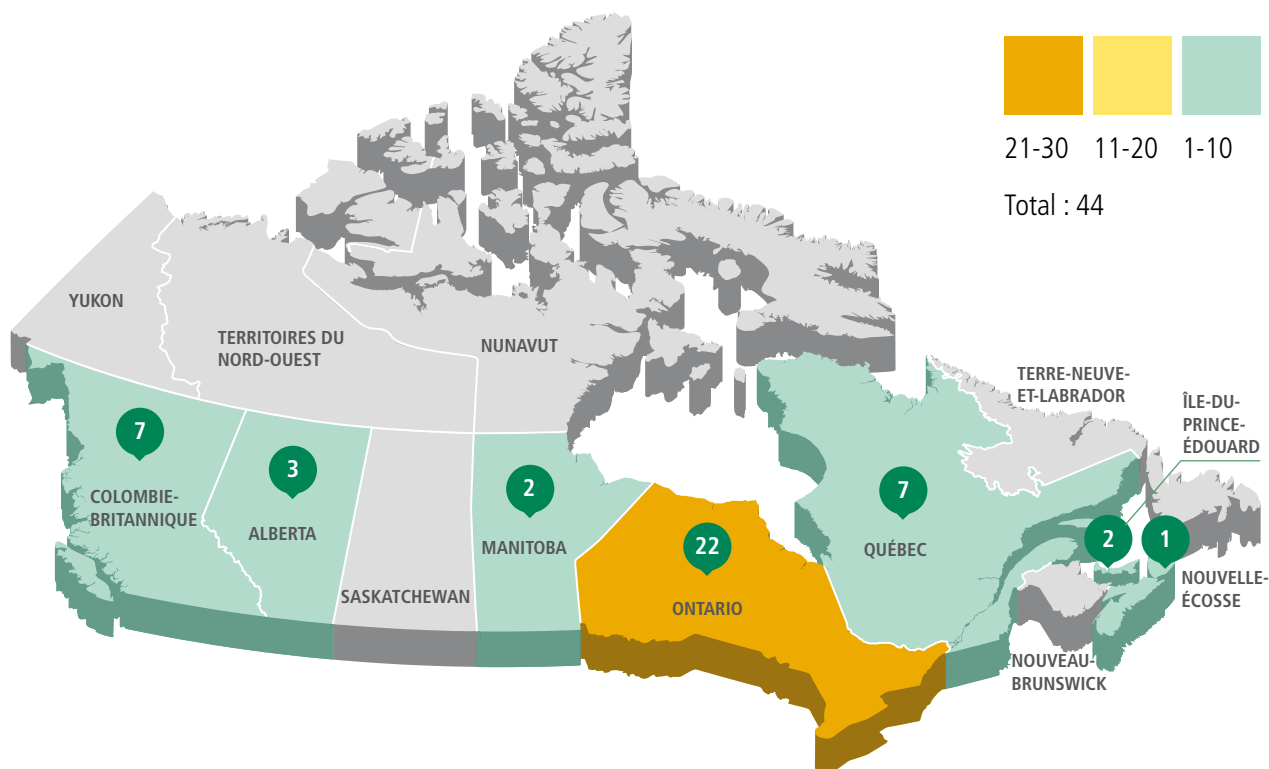 21-30 11-20 1-10
Total : 44
YUKON
TERRITOIRES DU
NORD-OUEST
NUNAVUT
TERRE-NEUVE-
ET-LABRADOR
ÎLE-DU-
PRINCE-
ÉDOUARD
7
COLOMBIE-
BRITANNIQUE
3
ALBERTA
SASKATCHEWAN
2
MANITOBA
22
ONTARIO
7
QUÉBEC
2
1
NOUVELLE-
ÉCOSSE
NOUVEAU-
BRUNSWICK